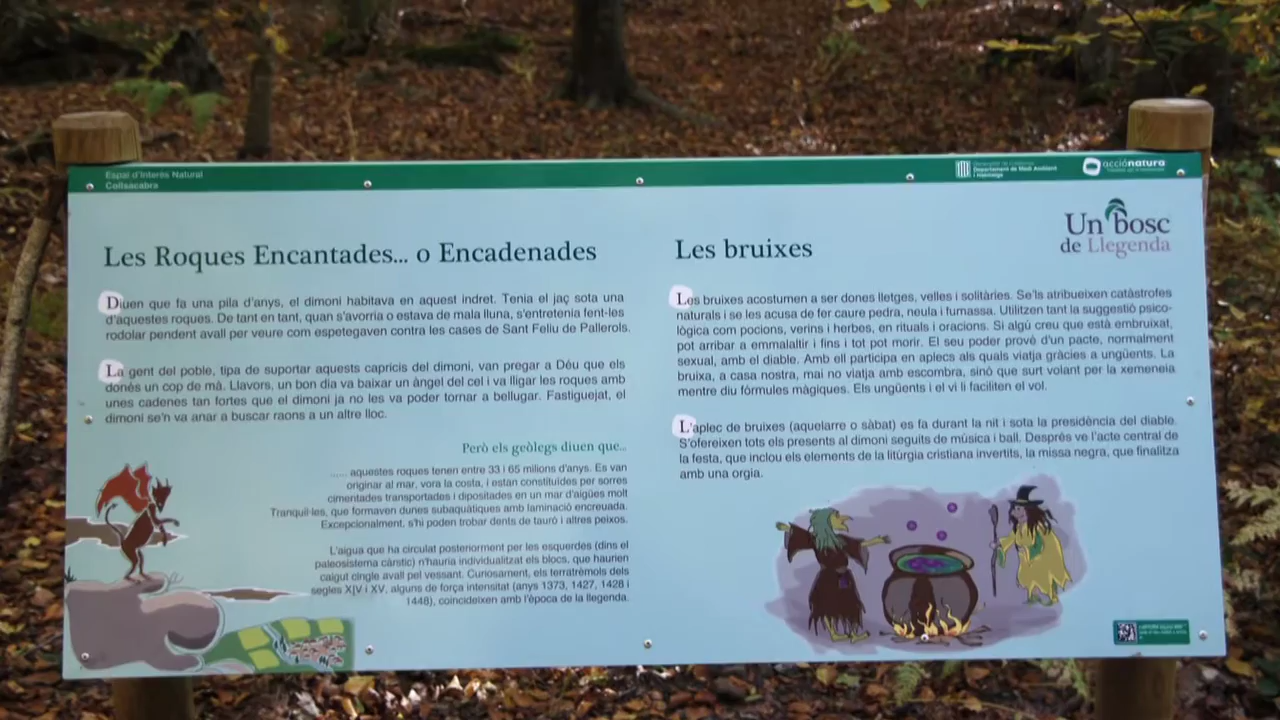 Espai d'Interès Natural
Collsacabra
Generalitat de Catalunya
Departament de Medi Ambient
i Habitatge
acciónatura
Un bosc
de Llegenda
Les Roques Encantades... o Encadenades
Diuen que fa una pila d'anys, el dimoni habitava en aquest indret. Tenia el jaç sota una
d'aquestes roques. De tant en tant, quan s'avorria o estava de mala lluna, s'entretenia fent-les
rodolar pendent avall per veure com espetegaven contra les cases de Sant Feliu de Pallerols.
La gent del poble, tipa de suportar aquests capricis del dimoni, van pregar a Déu que els
donés un cop de mà. Llavors, un bon dia va baixar un àngel del cel i va lligar les roques amb
unes cadenes tan fortes que el dimoni ja no les va poder tornar a bellugar. Fastiguejat, el
dimoni se'n va anar a buscar raons a un altre lloc.
Però els geòlegs diuen que...
..... aquestes roques tenen entre 33 i 65 milions d'anys. Es van
originar al mar, vora la costa, i estan constituïdes per sorres
cimentades transportades i dipositades en un mar d'aigües molt
Tranquil·les, que formaven dunes subaquàtiques amb laminació encreuada.
Excepcionalment, s'hi poden trobar dents de tauró i altres peixos.
L'aigua que ha circulat posteriorment per les esquerdes (dins el
paleosistema càrstic) n'hauria individualitzat els blocs, que haurien
caigut cingle avall pel vessant. Curiosament, els terratrèmols dels
segles XIV i XV, alguns de força intensitat (anys 1373, 1427, 1428 i
1448), coincideixen amb l'època de la llegenda.
Les bruixes
Les bruixes acostumen a ser dones lletges, velles i solitàries. Se'ls atribueixen catàstrofes
naturals i se les acusa de fer caure pedra, neula i fumassa. Utilitzen tant la suggestió psico-
lògica com pocions, verins i herbes, en rituals i oracions. Si algú creu que està embruixat,
pot arribar a emmalaltir i fins i tot pot morir. El seu poder prové d'un pacte, normalment
sexual, amb el diable. Amb ell participa en aplecs als quals viatja gràcies a ungüents. La
bruixa, a casa nostra, mai no viatja amb escombra, sinò que surt volant per la xemeneia
mentre diu fórmules màgiques. Els ungüents i el vi li faciliten el vol.
L'aplec de bruixes (aquelarre o sàbat) es fa durant la nit i sota la presidència del diable.
S'ofereixen tots els presents al dimoni seguits de música i ball. Després ve l'acte central de
la festa, que inclou els elements de la litúrgia cristiana invertits, la missa negra, que finalitza
amb una orgia.